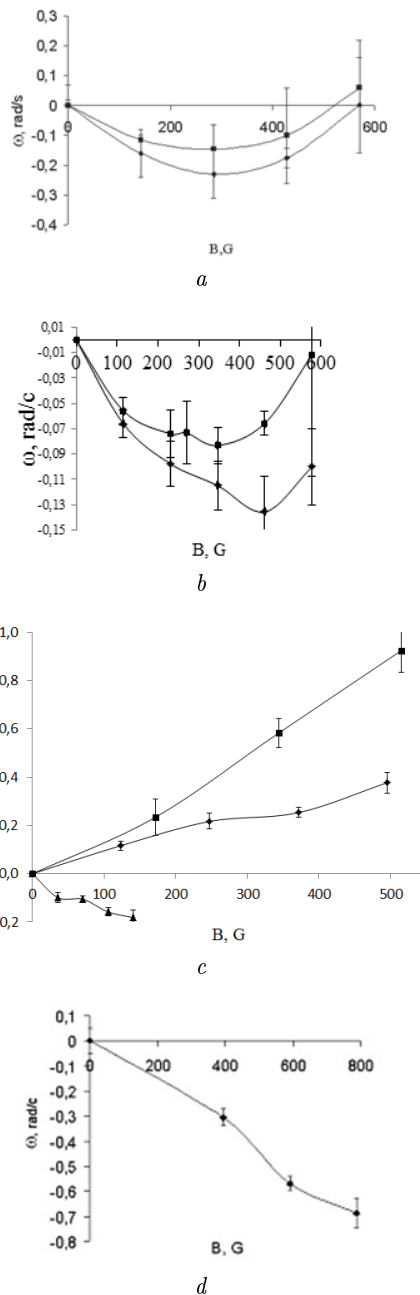 0,3
0,2
0,1
0
0 200 400 600
-0,1
-0,2
-0,3
-0,4
ω, rad/s
B,G
a
0,01
-0,01
0 100 200 300 400 500 600
-0,03
-0,05
-0,07
-0,09
-0,11
-0,13
-0,15
ω, rad/c
B, G
b
1,0
0,8
0,6
0,4
0,2
0,0
0 100 200 300 400 500
0,2
B, G
c
0,1
0
0 200 400 600 800
-0,1
-0,2
-0,3
-0,4
-0,5
-0,6
-0,7
-0,8
ω, rad/c
B, G
d